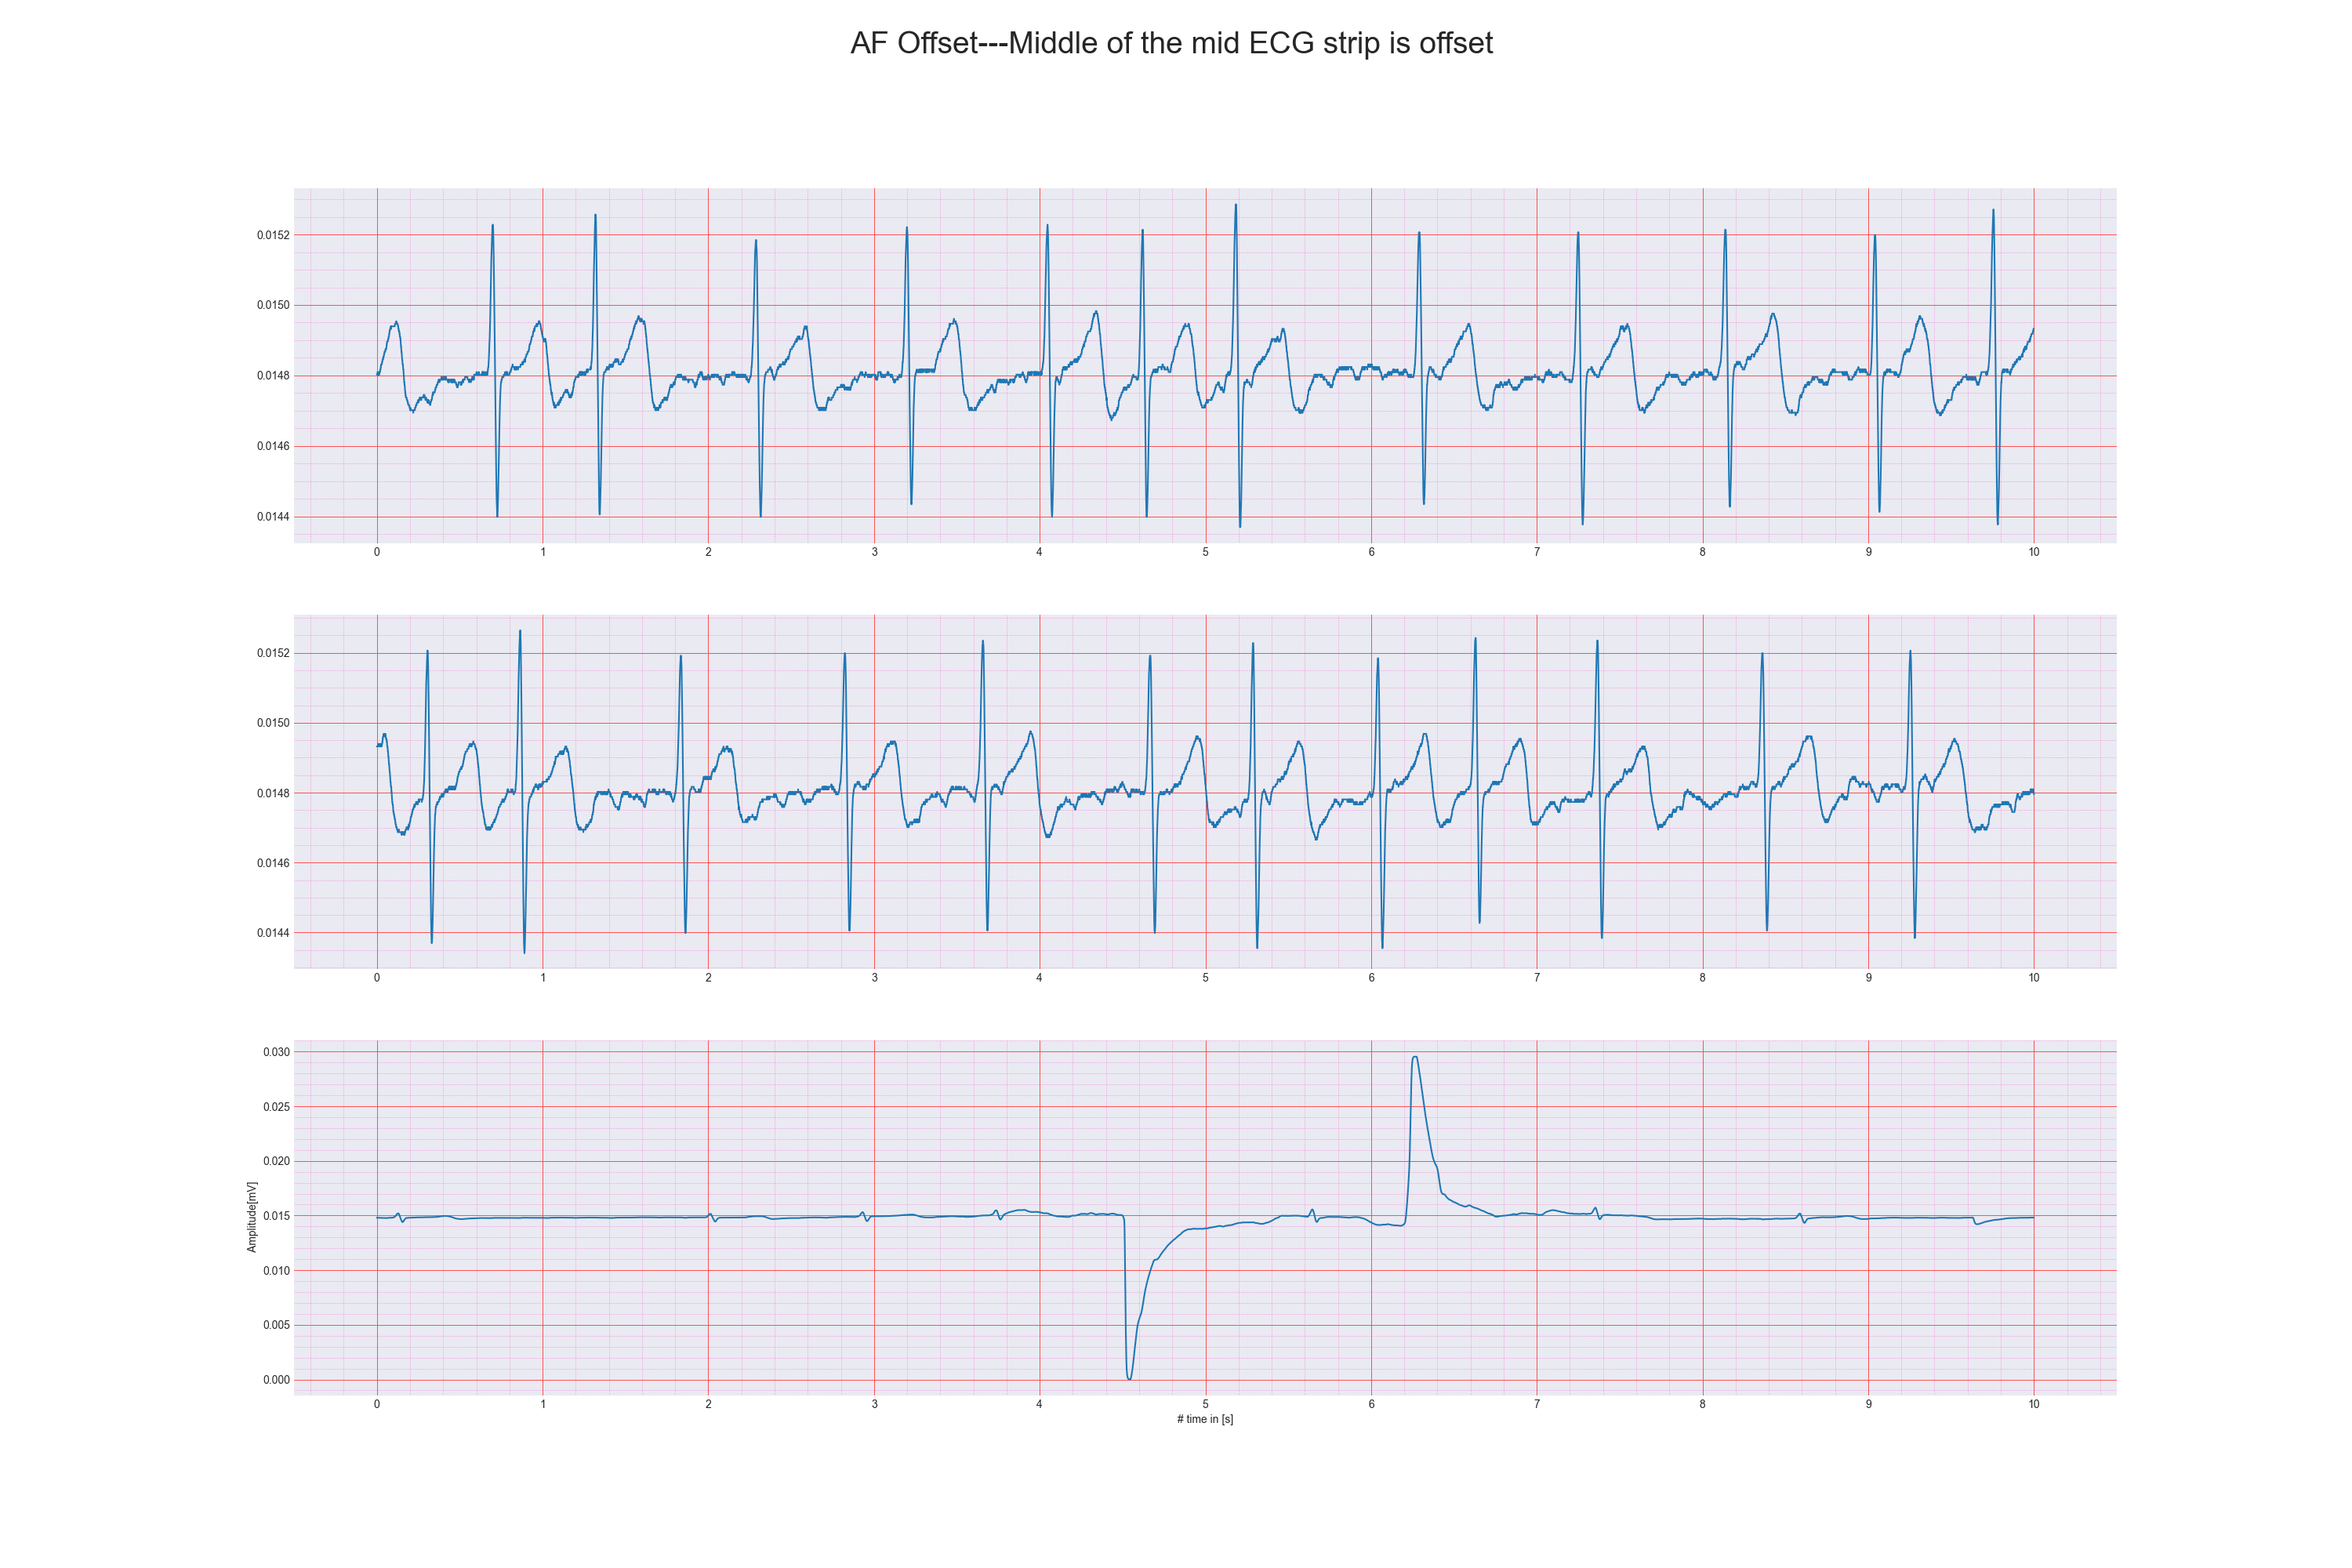 AF Offset---Middle of the mid ECG strip is offset
0.0152
0.0150
0.0148
0.0146
0.0144
0 1 2 3 4 5 6 7 8 9 10
0.0152
0.0150
0.0148
0.0146
0.0144
0 1 2 3 4 5 6 7 8 9 10
Amplitude[mV]
0.030
0.025
0.020
0.015
0.010
0.005
0.000
0 1 2 3 4 5 6 7 8 9 10
# time in [s]